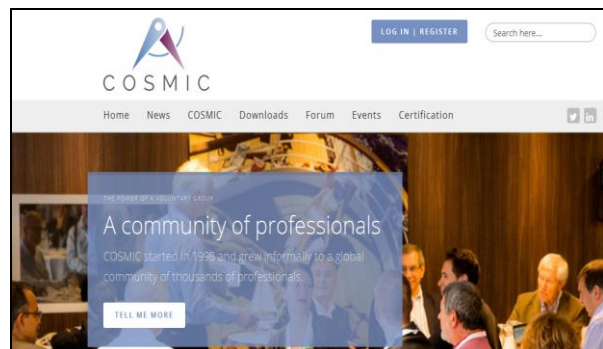 LOG IN | REGISTER
Search here...
COSMIC
Home News COSMIC Downloads Forum Events Certification
THE POWER OF A VOLUNTARY GROUP
A community of professionals
COSMIC started in 1998 and grew informally to a global
community of thousands of professionals.
TELL ME MORE